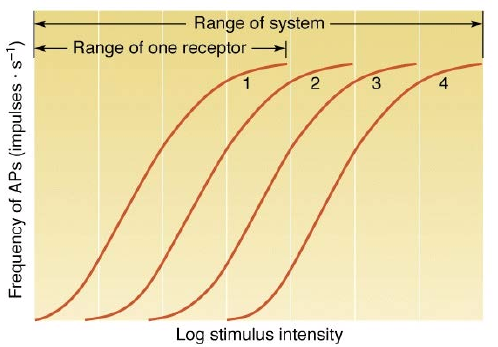 Range of system
Range of one receptor
1
2
3
4
Frequency of APs (impulses · s⁻¹)
Log stimulus intensity